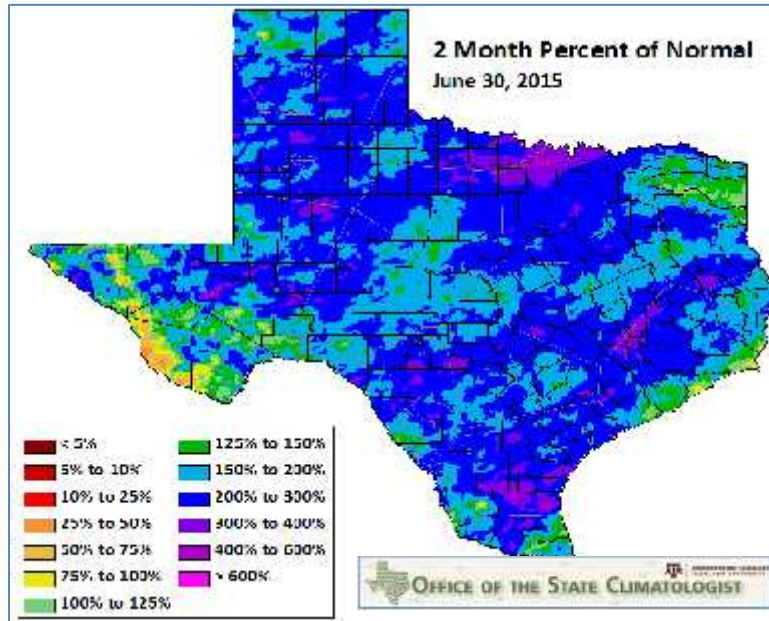 2 Month Percent of Normal
June 30, 2015
< 5%
5% to 10%
10% to 25%
25% to 50%
50% to 75%
75% to 100%
100% to 125%
125% to 150%
150% to 200%
200% to 300%
300% to 400%
400% to 600%
> 600%
OFFICE OF THE STATE CLIMATOLOGIST